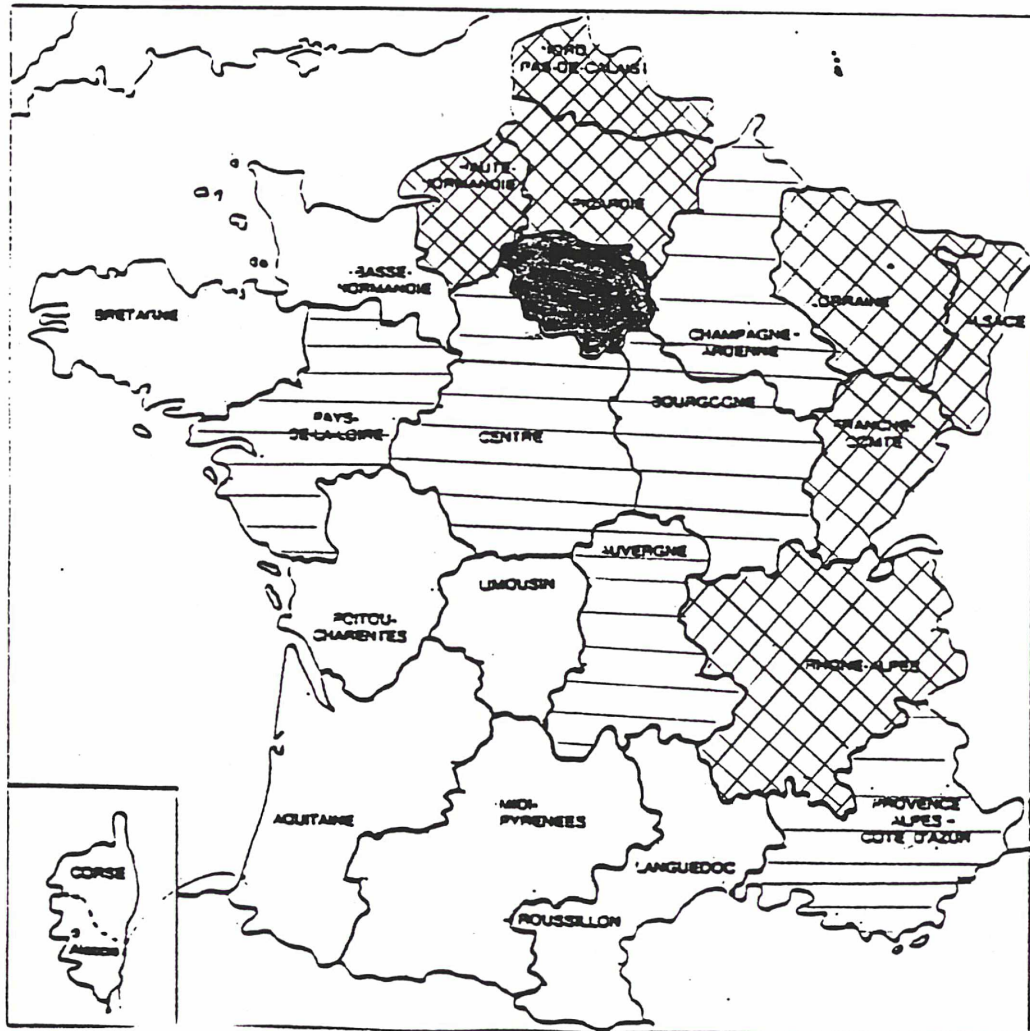 NORD
PAS-DE-CALAIS
HAUTE-
NORMANDIE
PICARDIE
BASSE-
NORMANDIE
BRETAGNE
LORRAINE
ALSACE
CHAMPAGNE-
ARDENNE
PAYS-
DE-LA-LOIRE
CENTRE
BOURGOGNE
FRANCHE-
COMTÉ
AUVERGNE
LIMOUSIN
POITOU-
CHARENTES
RHONE-ALPES
AQUITAINE
MIDI-
PYRENEES
PROVENCE
ALPES-
COTE D'AZUR
LANGUEDOC
ROUSSILLON
CORSE